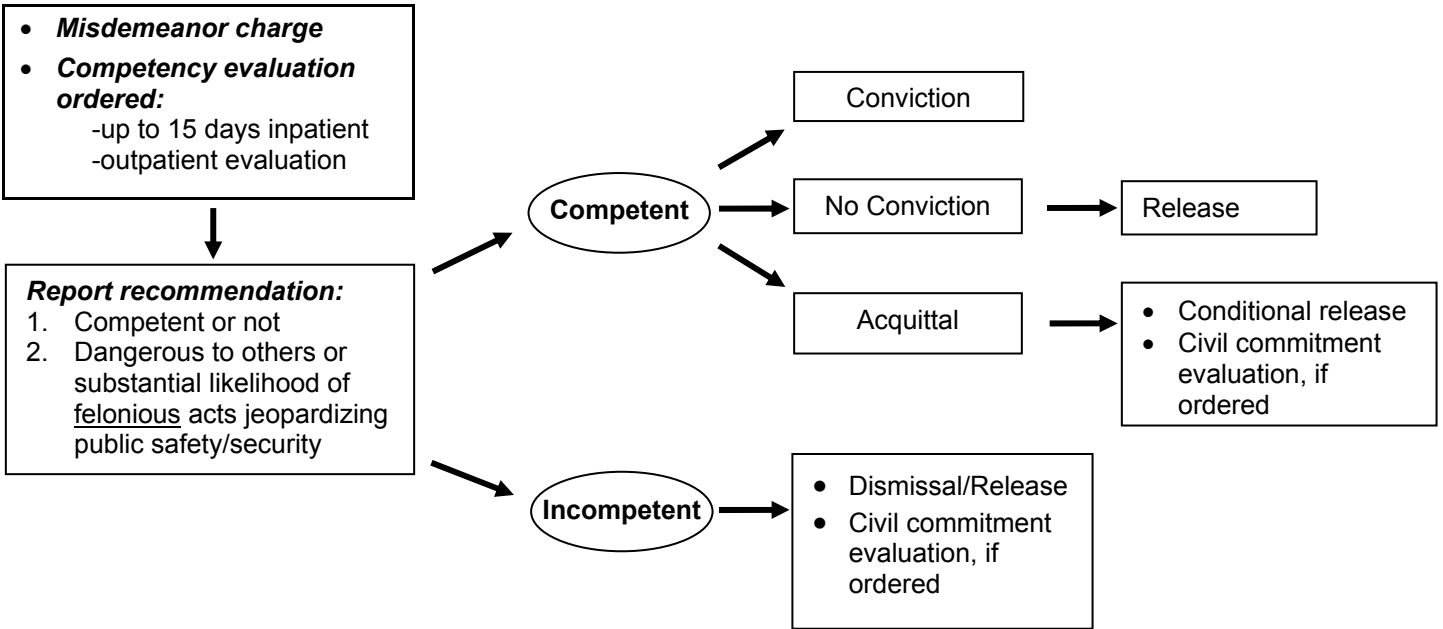 • Misdemeanor charge
• Competency evaluation
ordered:
-up to 15 days inpatient
-outpatient evaluation
Report recommendation:
1. Competent or not
2. Dangerous to others or
substantial likelihood of
felonious acts jeopardizing
public safety/security
Competent
Conviction
No Conviction
Release
Acquittal
• Conditional release
• Civil commitment
evaluation, if
ordered
Incompetent
• Dismissal/Release
• Civil commitment
evaluation, if
ordered